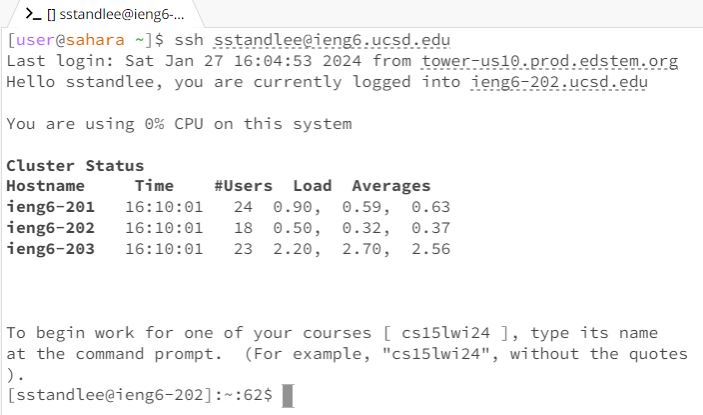 >_ [] sstandlee@ieng6-...
[user@sahara ~]$ ssh sstandlee@ieng6.ucsd.edu
Last login: Sat Jan 27 16:04:53 2024 from tower-us10.prod.edstem.org
Hello sstandlee, you are currently logged into ieng6-202.ucsd.edu
You are using 0% CPU on this system
Cluster Status
Hostname     Time    #Users  Load  Averages
ieng6-201   16:10:01   24  0.90,  0.59,  0.63
ieng6-202   16:10:01   18  0.50,  0.32,  0.37
ieng6-203   16:10:01   23  2.20,  2.70,  2.56
To begin work for one of your courses [ cs15lwi24 ], type its name
at the command prompt.  (For example, "cs15lwi24", without the quotes
).
[sstandlee@ieng6-202]:~:62$